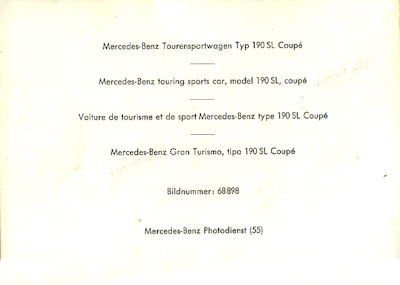 Mercedes-Benz Tourensportwagen Typ 190 SL Coupé
Mercedes-Benz touring sports car, model 190 SL, coupé
Voiture de tourisme et de sport Mercedes-Benz type 190 SL Coupé
Mercedes-Benz Gran Turismo, tipo 190 SL Coupé
Bildnummer: 68898
Mercedes-Benz Photodienst (55)